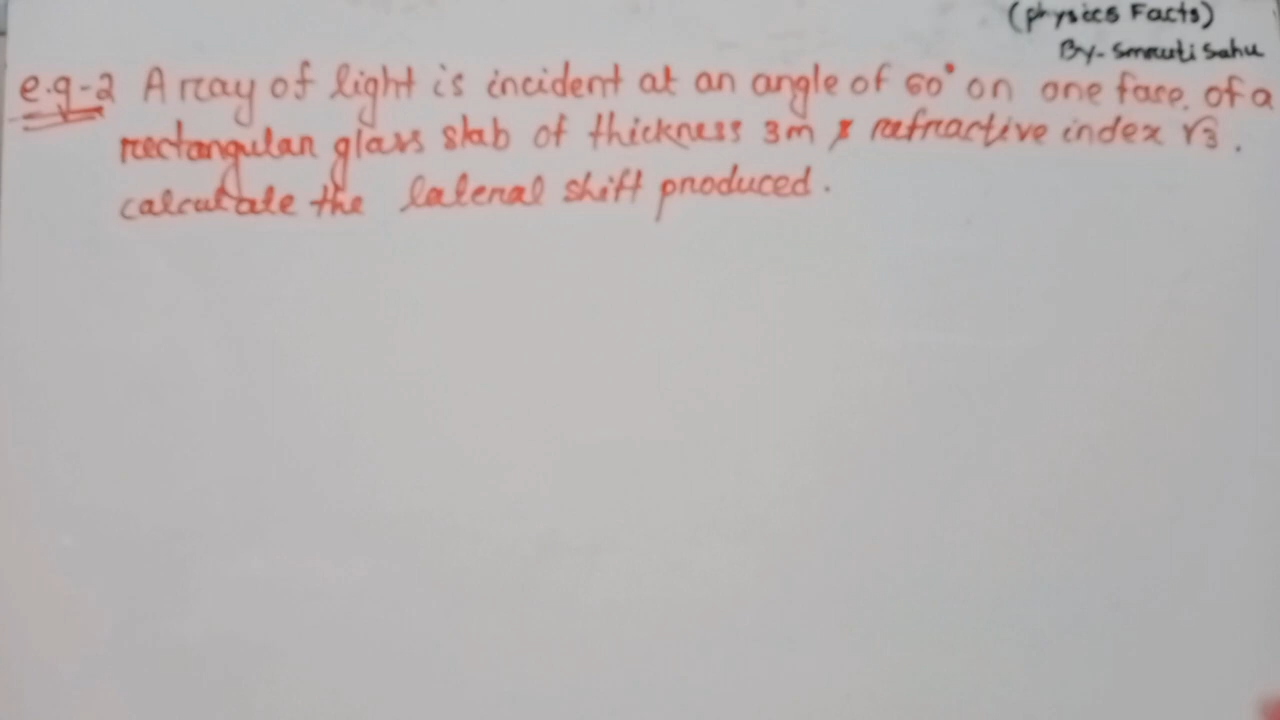 (physics Facts)
By- Smruti Sahu
e.g-2 A ray of light is incident at an angle of 60° on one face of a
rectangular glass slab of thickness 3m & refractive index √3.
calculate the lateral shift produced.